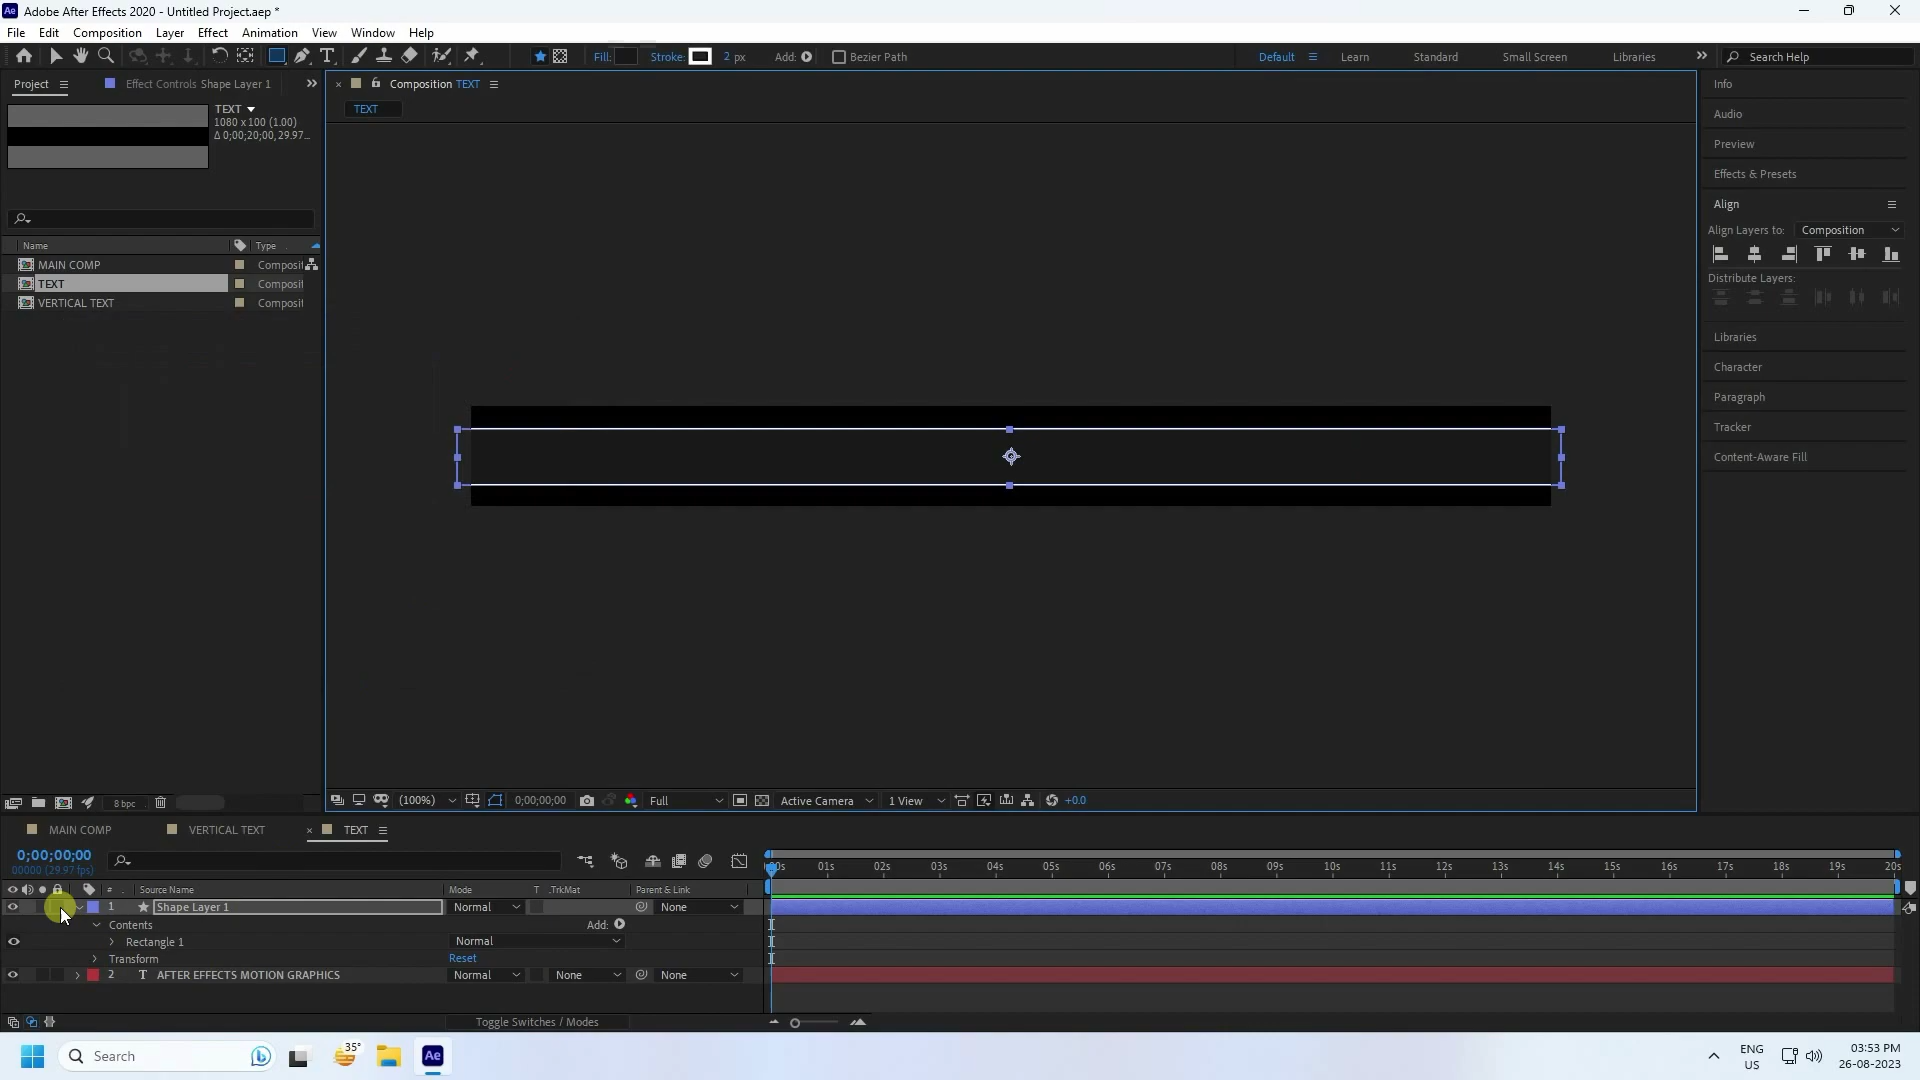 Ae Adobe After Effects 2020 - Untitled Project.aep *
File Edit Composition Layer Effect Animation View Window Help
Fill: Stroke: 2 px Add: Bezier Path Default Learn Standard Small Screen Libraries Search Help
Project Effect Controls Shape Layer 1 Composition TEXT
TEXT
TEXT
1080 x 100 (1.00)
Δ 0;00;20;00, 29.97...
Name Type
MAIN COMP Composit
TEXT Composit
VERTICAL TEXT Composit
Info
Audio
Preview
Effects & Presets
Align
Align Layers to: Composition
Distribute Layers:
Libraries
Character
Paragraph
Tracker
Content-Aware Fill
8 bpc
(100%) 0;00;00;00 Full Active Camera 1 View +0.0
MAIN COMP VERTICAL TEXT TEXT
0;00;00;00
00000 (29.97 fps)
01s 02s 03s 04s 05s 06s 07s 08s 09s 10s 11s 12s 13s 14s 15s 16s 17s 18s 19s 20s
# Source Name Mode T .TrkMat Parent & Link
1 Shape Layer 1 Normal None
Contents Add:
Rectangle 1 Normal
Transform Reset
2 T AFTER EFFECTS MOTION GRAPHICS Normal None None
Toggle Switches / Modes
Search 35° Ae ENG US 03:53 PM 26-08-2023